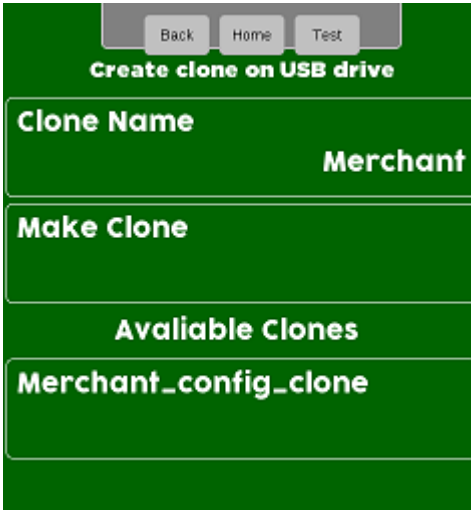 Back Home Test
Create clone on USB drive
Clone Name
Merchant
Make Clone
Avaliable Clones
Merchant_config_clone